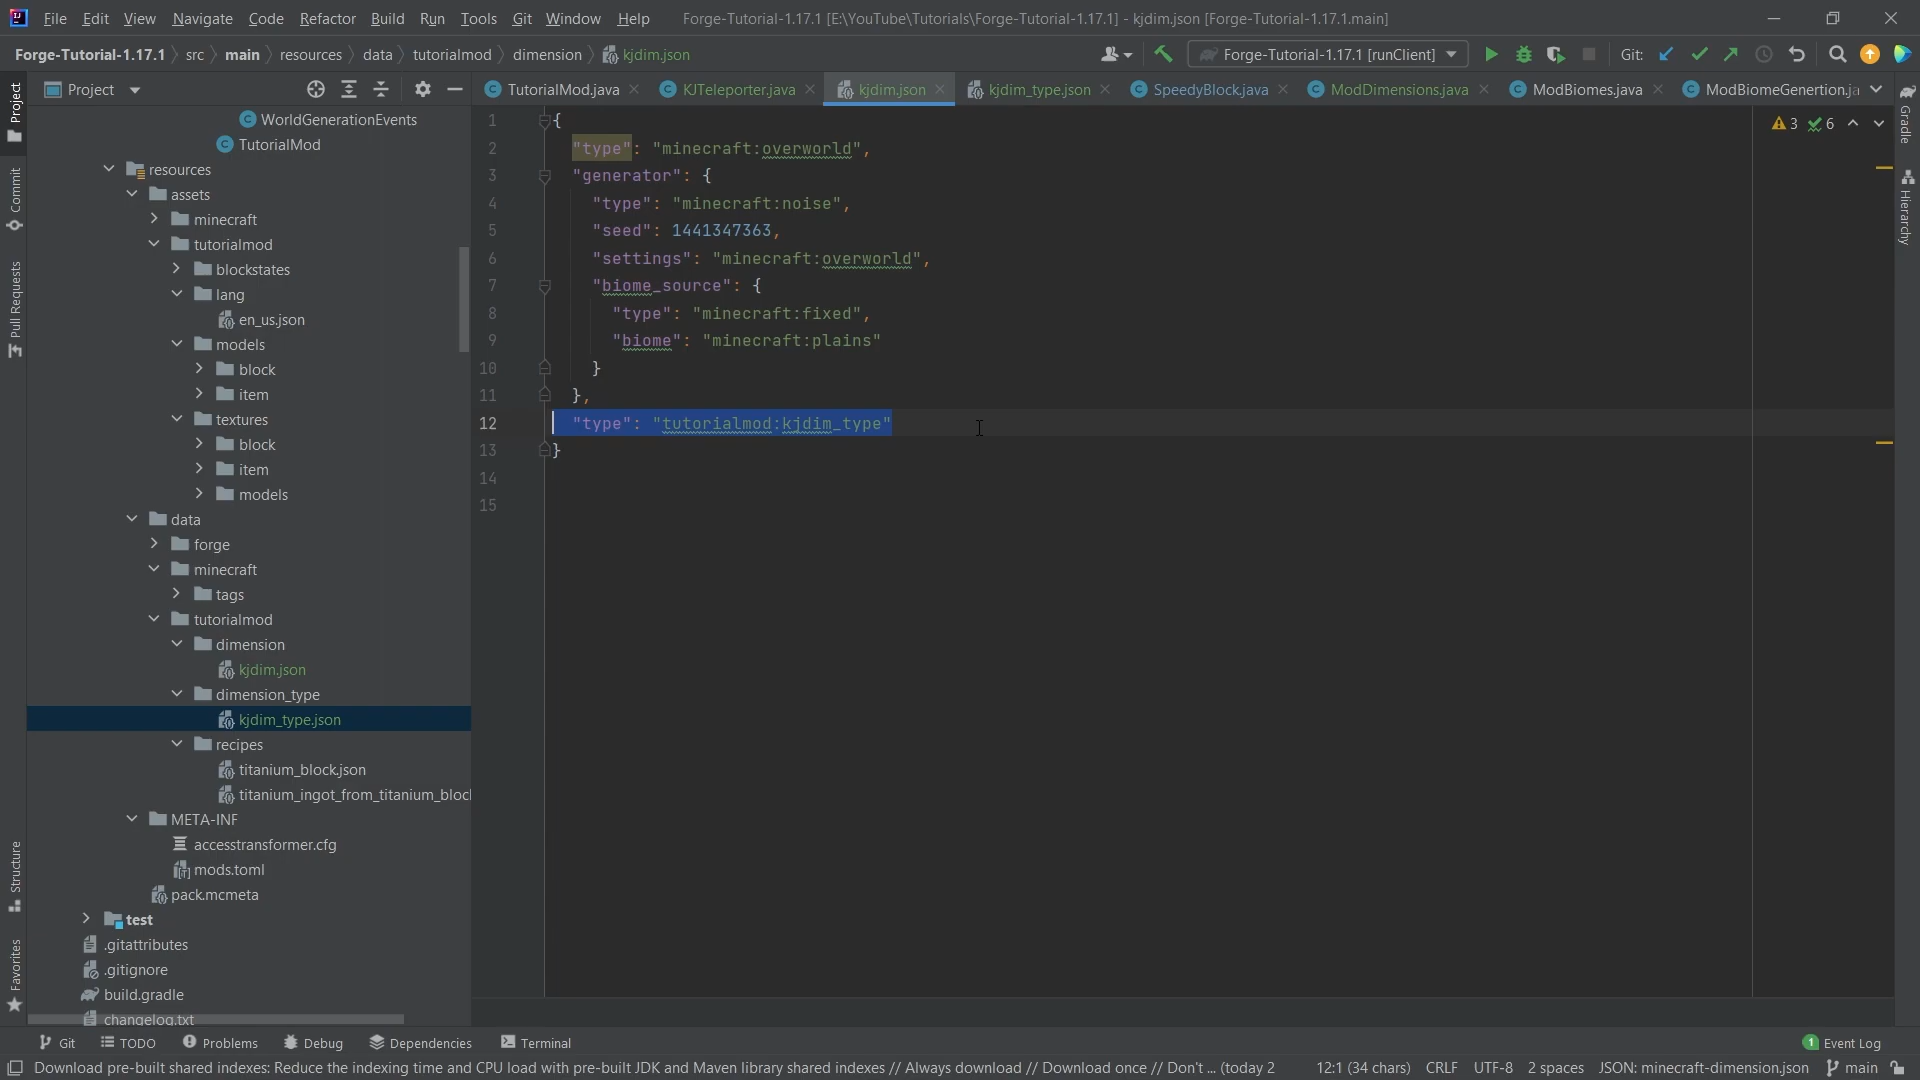 File Edit View Navigate Code Refactor Build Run Tools Git Window Help Forge-Tutorial-1.17.1 [E:\YouTube\Tutorials\Forge-Tutorial-1.17.1] - kjdim.json [Forge-Tutorial-1.17.1.main]
Forge-Tutorial-1.17.1 src main resources data tutorialmod dimension kjdim.json Forge-Tutorial-1.17.1 [runClient] Git:
Project
TutorialMod.java KJTeleporter.java kjdim.json kjdim_type.json SpeedyBlock.java ModDimensions.java ModBiomes.java ModBiomeGenertion.ja
Project
Commit
Pull Requests
Structure
Favorites
WorldGenerationEvents
TutorialMod
resources
assets
minecraft
tutorialmod
blockstates
lang
en_us.json
models
block
item
textures
block
item
models
data
forge
minecraft
tags
tutorialmod
dimension
kjdim.json
dimension_type
kjdim_type.json
recipes
titanium_block.json
titanium_ingot_from_titanium_block
META-INF
accesstransformer.cfg
mods.toml
pack.mcmeta
test
.gitattributes
.gitignore
build.gradle
changelog.txt
1 {
2 "type": "minecraft:overworld",
3 "generator": {
4 "type": "minecraft:noise",
5 "seed": 1441347363,
6 "settings": "minecraft:overworld",
7 "biome_source": {
8 "type": "minecraft:fixed",
9 "biome": "minecraft:plains"
10 }
11 },
12 "type": "tutorialmod:kjdim_type"
13 }
14
15
3 6
Gradle
Hierarchy
Git TODO Problems Debug Dependencies Terminal 1 Event Log
Download pre-built shared indexes: Reduce the indexing time and CPU load with pre-built JDK and Maven library shared indexes // Always download // Download once // Don't ... (today 2 12:1 (34 chars) CRLF UTF-8 2 spaces JSON: minecraft-dimension.json main